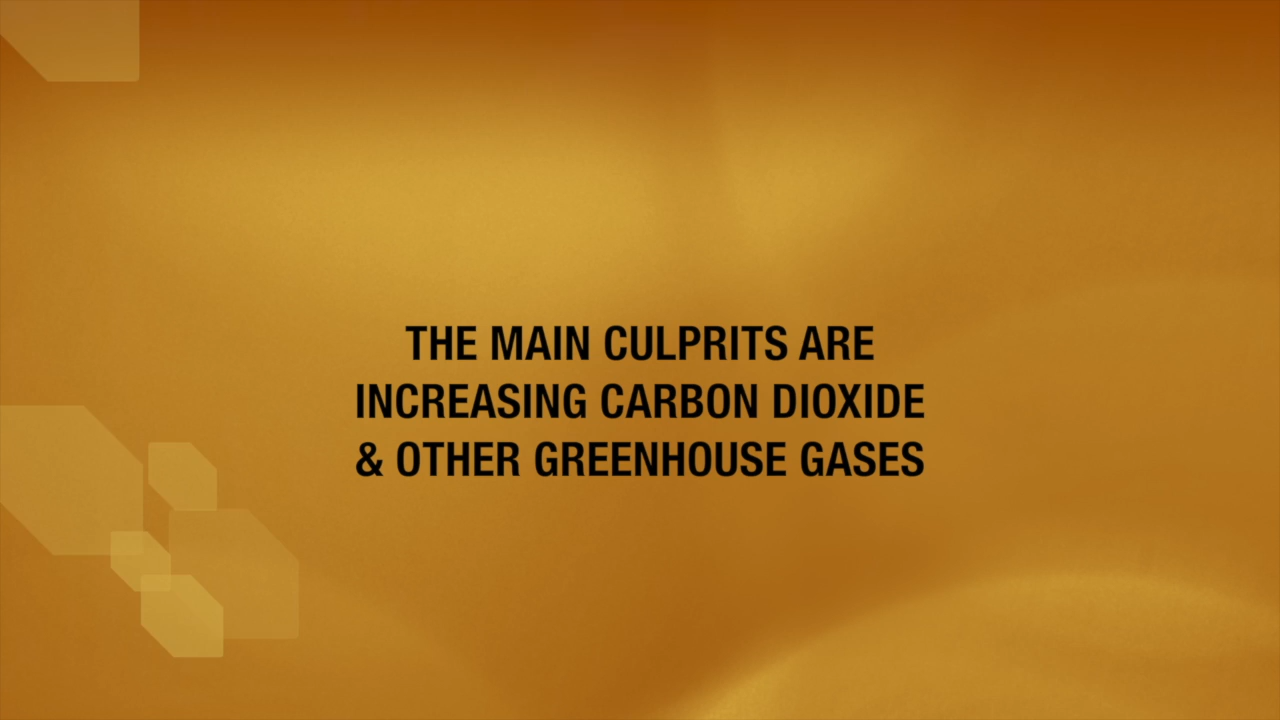 THE MAIN CULPRITS ARE
INCREASING CARBON DIOXIDE
& OTHER GREENHOUSE GASES